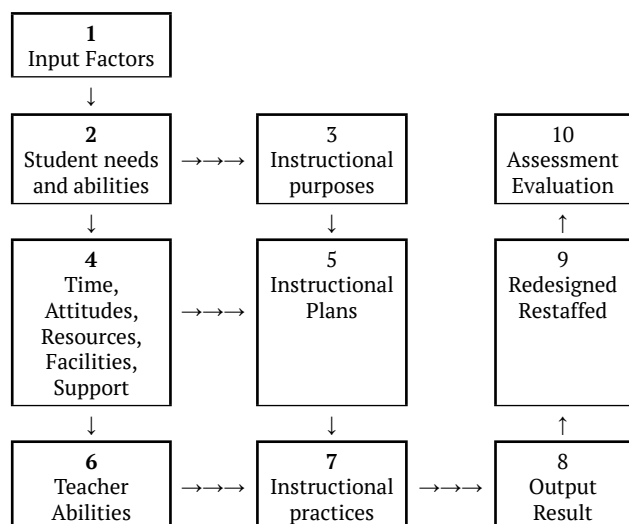 1
Input Factors
↓
2
Student needs
and abilities
→→→
3
Instructional
purposes
10
Assessment
Evaluation
↓
↓
↑
4
Time,
Attitudes,
Resources,
Facilities,
Support
→→→
5
Instructional
Plans
9
Redesigned
Restaffed
↓
↓
↑
6
Teacher
Abilities
→→→
7
Instructional
practices
→→→
8
Output
Result